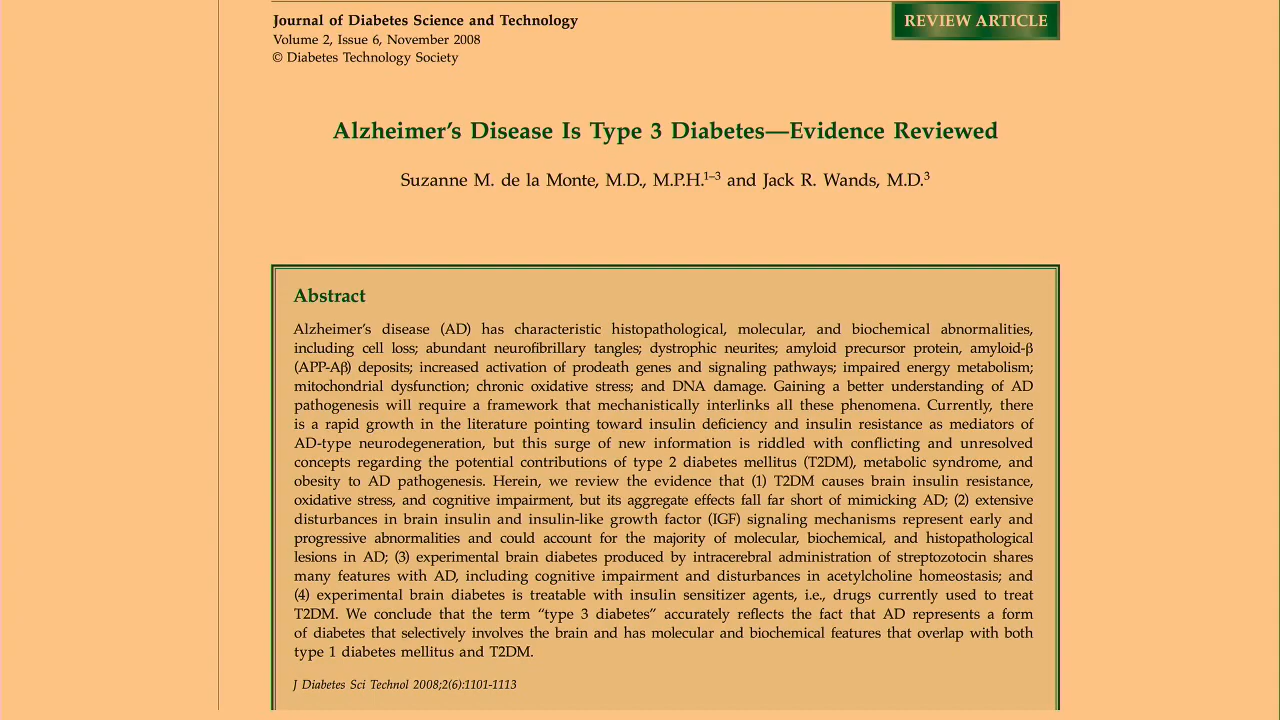 Journal of Diabetes Science and Technology
Volume 2, Issue 6, November 2008
© Diabetes Technology Society
REVIEW ARTICLE
Alzheimer's Disease Is Type 3 Diabetes—Evidence Reviewed
Suzanne M. de la Monte, M.D., M.P.H.¹⁻³ and Jack R. Wands, M.D.³
Abstract
Alzheimer's disease (AD) has characteristic histopathological, molecular, and biochemical abnormalities,
including cell loss; abundant neurofibrillary tangles; dystrophic neurites; amyloid precursor protein, amyloid-β
(APP-Aβ) deposits; increased activation of prodeath genes and signaling pathways; impaired energy metabolism;
mitochondrial dysfunction; chronic oxidative stress; and DNA damage. Gaining a better understanding of AD
pathogenesis will require a framework that mechanistically interlinks all these phenomena. Currently, there
is a rapid growth in the literature pointing toward insulin deficiency and insulin resistance as mediators of
AD-type neurodegeneration, but this surge of new information is riddled with conflicting and unresolved
concepts regarding the potential contributions of type 2 diabetes mellitus (T2DM), metabolic syndrome, and
obesity to AD pathogenesis. Herein, we review the evidence that (1) T2DM causes brain insulin resistance,
oxidative stress, and cognitive impairment, but its aggregate effects fall far short of mimicking AD; (2) extensive
disturbances in brain insulin and insulin-like growth factor (IGF) signaling mechanisms represent early and
progressive abnormalities and could account for the majority of molecular, biochemical, and histopathological
lesions in AD; (3) experimental brain diabetes produced by intracerebral administration of streptozotocin shares
many features with AD, including cognitive impairment and disturbances in acetylcholine homeostasis; and
(4) experimental brain diabetes is treatable with insulin sensitizer agents, i.e., drugs currently used to treat
T2DM. We conclude that the term "type 3 diabetes" accurately reflects the fact that AD represents a form
of diabetes that selectively involves the brain and has molecular and biochemical features that overlap with both
type 1 diabetes mellitus and T2DM.
J Diabetes Sci Technol 2008;2(6):1101-1113